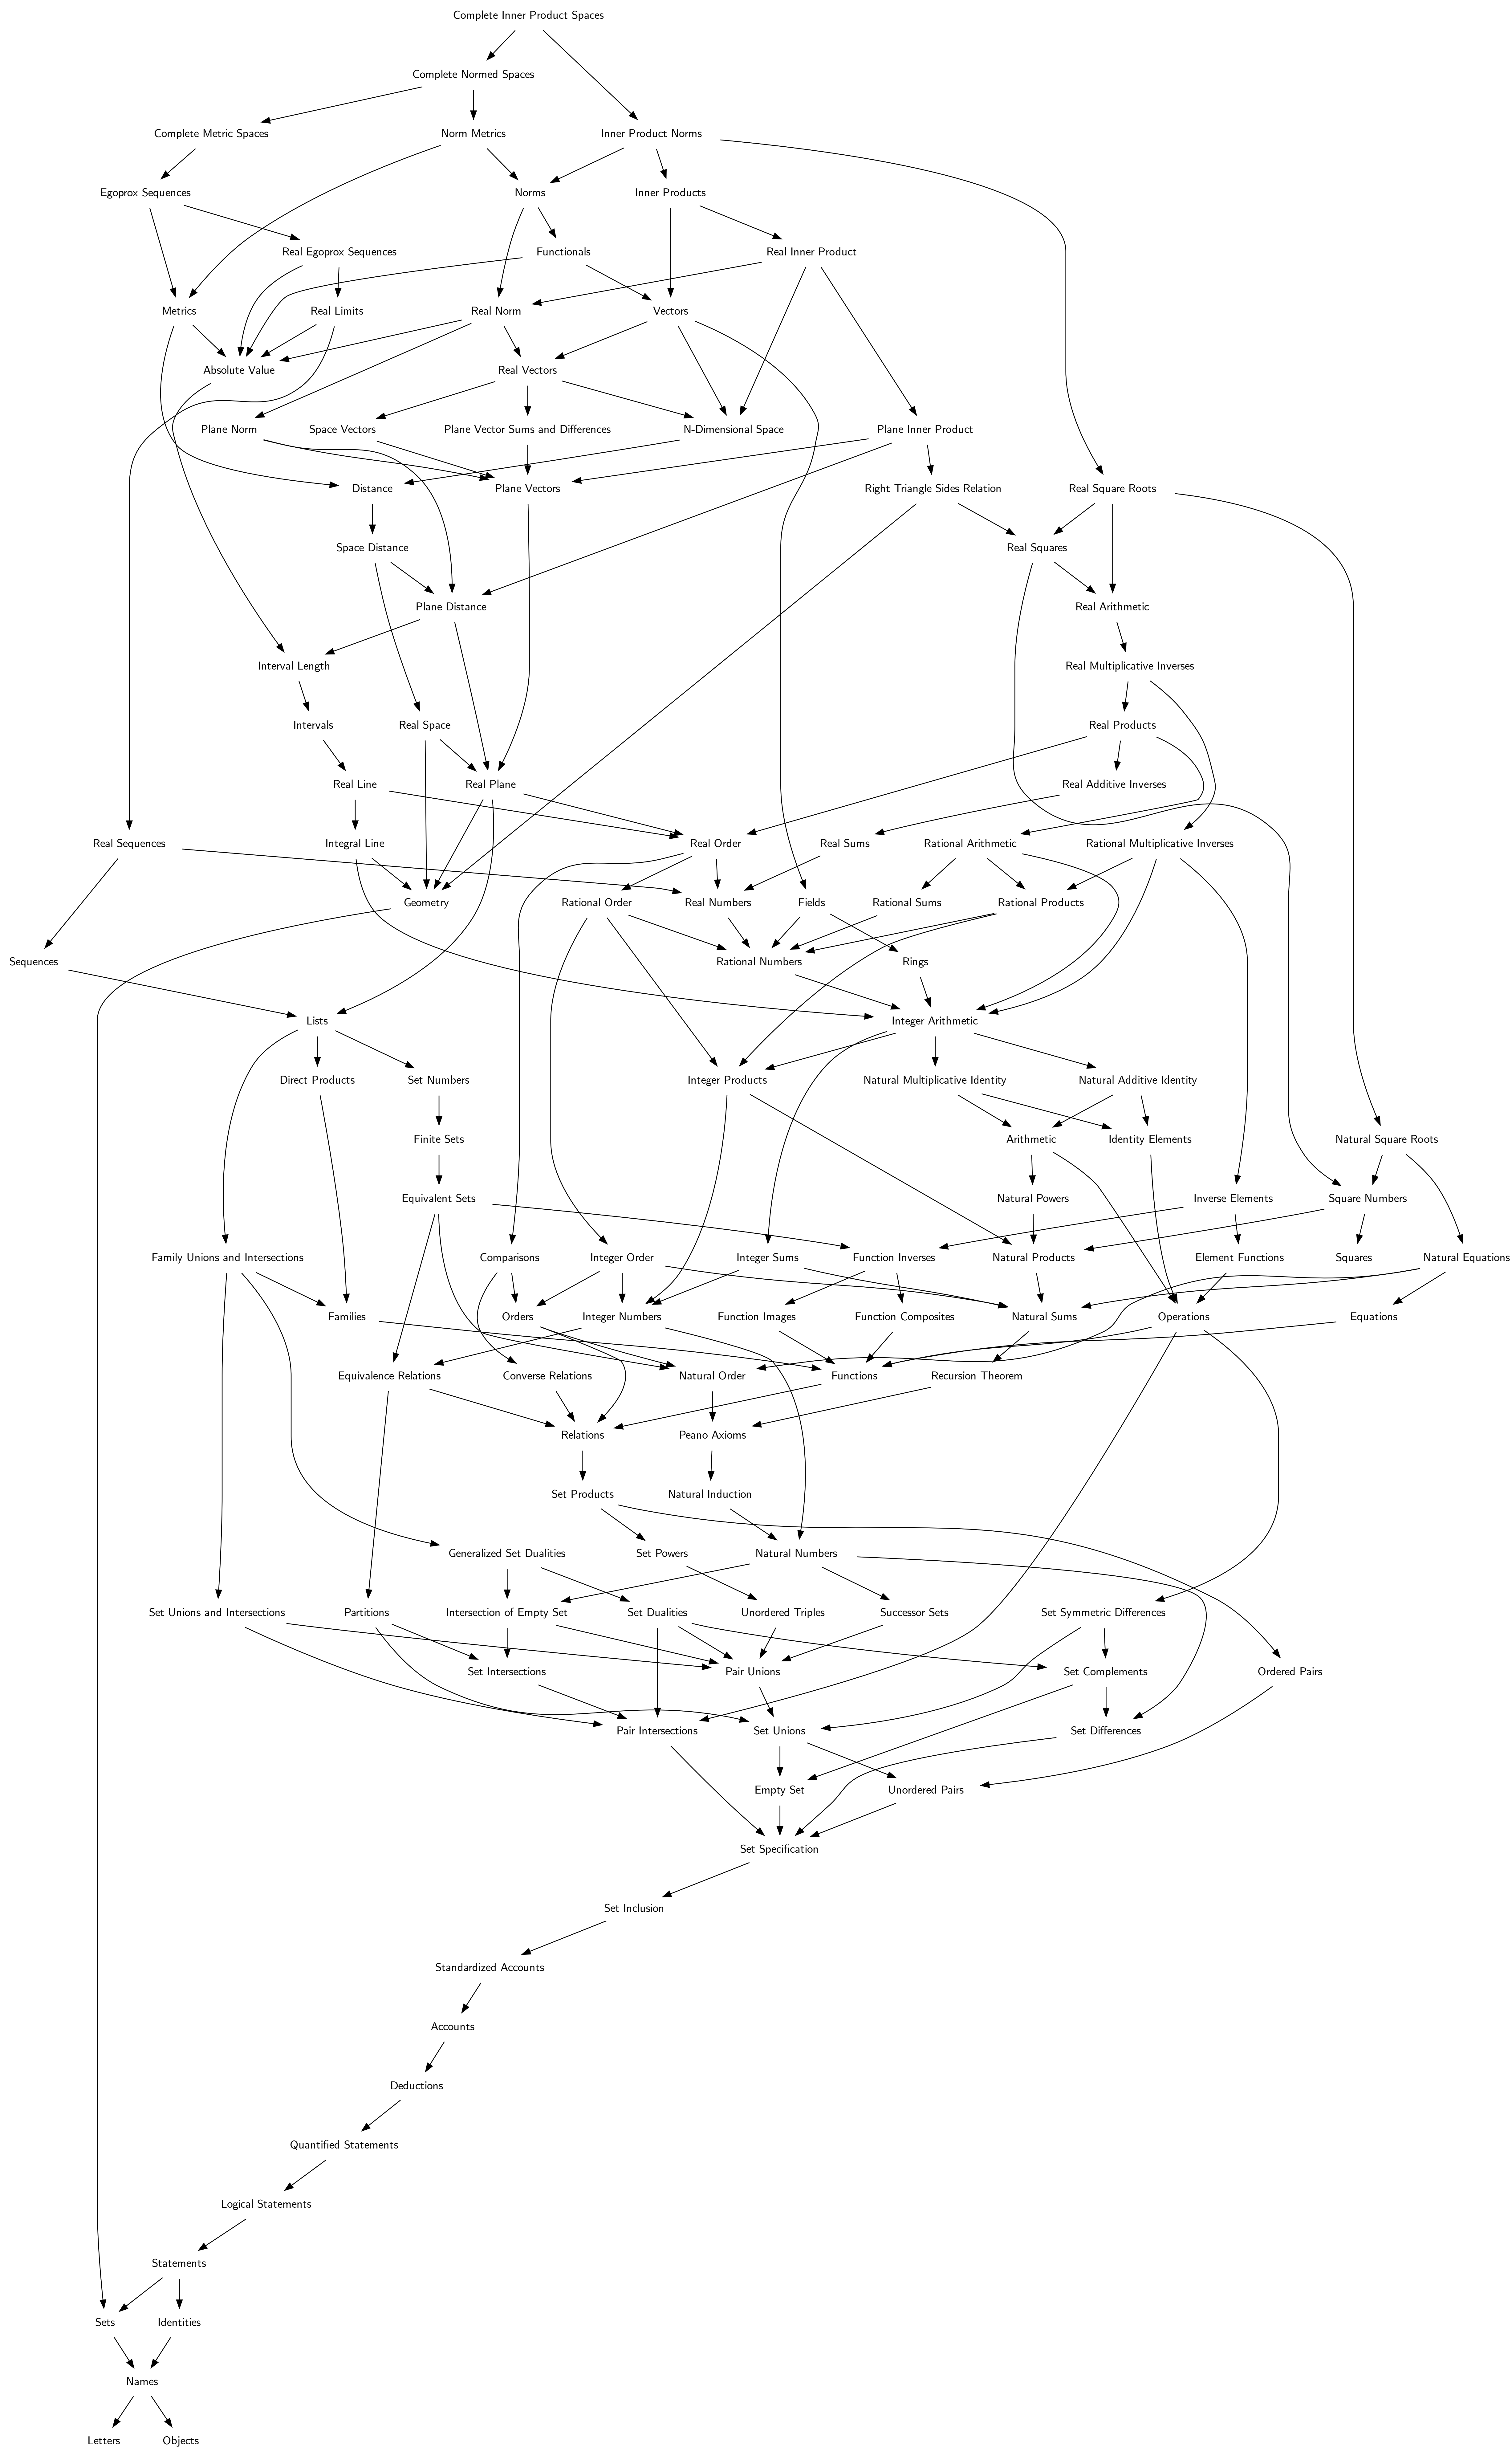 Complete Inner Product Spaces
Complete Normed Spaces
Complete Metric Spaces
Norm Metrics
Inner Product Norms
Egoprox Sequences
Norms
Inner Products
Real Egoprox Sequences
Functionals
Real Inner Product
Metrics
Real Limits
Real Norm
Vectors
Absolute Value
Real Vectors
Plane Norm
Space Vectors
Plane Vector Sums and Differences
N-Dimensional Space
Plane Inner Product
Distance
Plane Vectors
Right Triangle Sides Relation
Real Square Roots
Space Distance
Real Squares
Plane Distance
Real Arithmetic
Interval Length
Real Multiplicative Inverses
Intervals
Real Space
Real Products
Real Line
Real Plane
Real Additive Inverses
Real Sequences
Integral Line
Real Order
Real Sums
Rational Arithmetic
Rational Multiplicative Inverses
Geometry
Rational Order
Real Numbers
Fields
Rational Sums
Rational Products
Sequences
Rational Numbers
Rings
Lists
Integer Arithmetic
Direct Products
Set Numbers
Integer Products
Natural Multiplicative Identity
Natural Additive Identity
Finite Sets
Arithmetic
Identity Elements
Natural Square Roots
Equivalent Sets
Natural Powers
Inverse Elements
Square Numbers
Family Unions and Intersections
Comparisons
Integer Order
Integer Sums
Function Inverses
Natural Products
Element Functions
Squares
Natural Equations
Families
Orders
Integer Numbers
Function Images
Function Composites
Natural Sums
Operations
Equations
Equivalence Relations
Converse Relations
Natural Order
Functions
Recursion Theorem
Relations
Peano Axioms
Set Products
Natural Induction
Generalized Set Dualities
Set Powers
Natural Numbers
Set Unions and Intersections
Partitions
Intersection of Empty Set
Set Dualities
Unordered Triples
Successor Sets
Set Symmetric Differences
Set Intersections
Pair Unions
Set Complements
Ordered Pairs
Pair Intersections
Set Unions
Set Differences
Empty Set
Unordered Pairs
Set Specification
Set Inclusion
Standardized Accounts
Accounts
Deductions
Quantified Statements
Logical Statements
Statements
Sets
Identities
Names
Letters
Objects